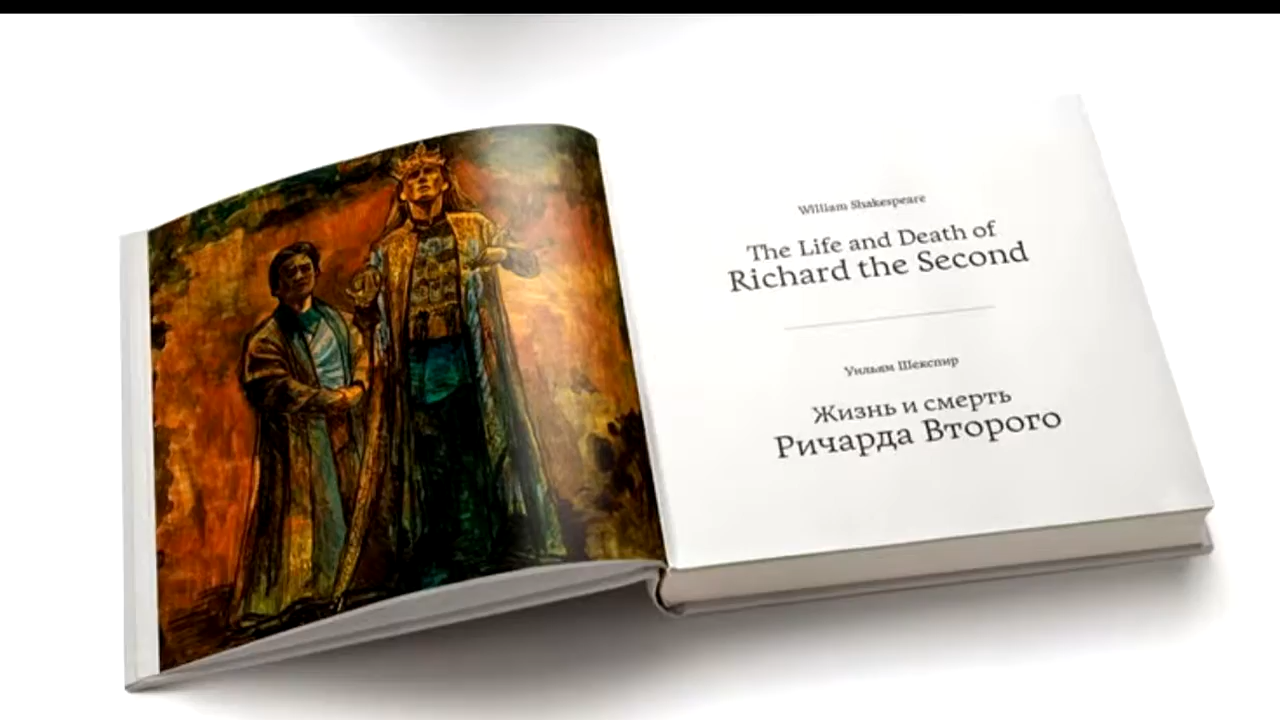 William Shakespeare
The Life and Death of
Richard the Second
Уильям Шекспир
Жизнь и смерть
Ричарда Второго